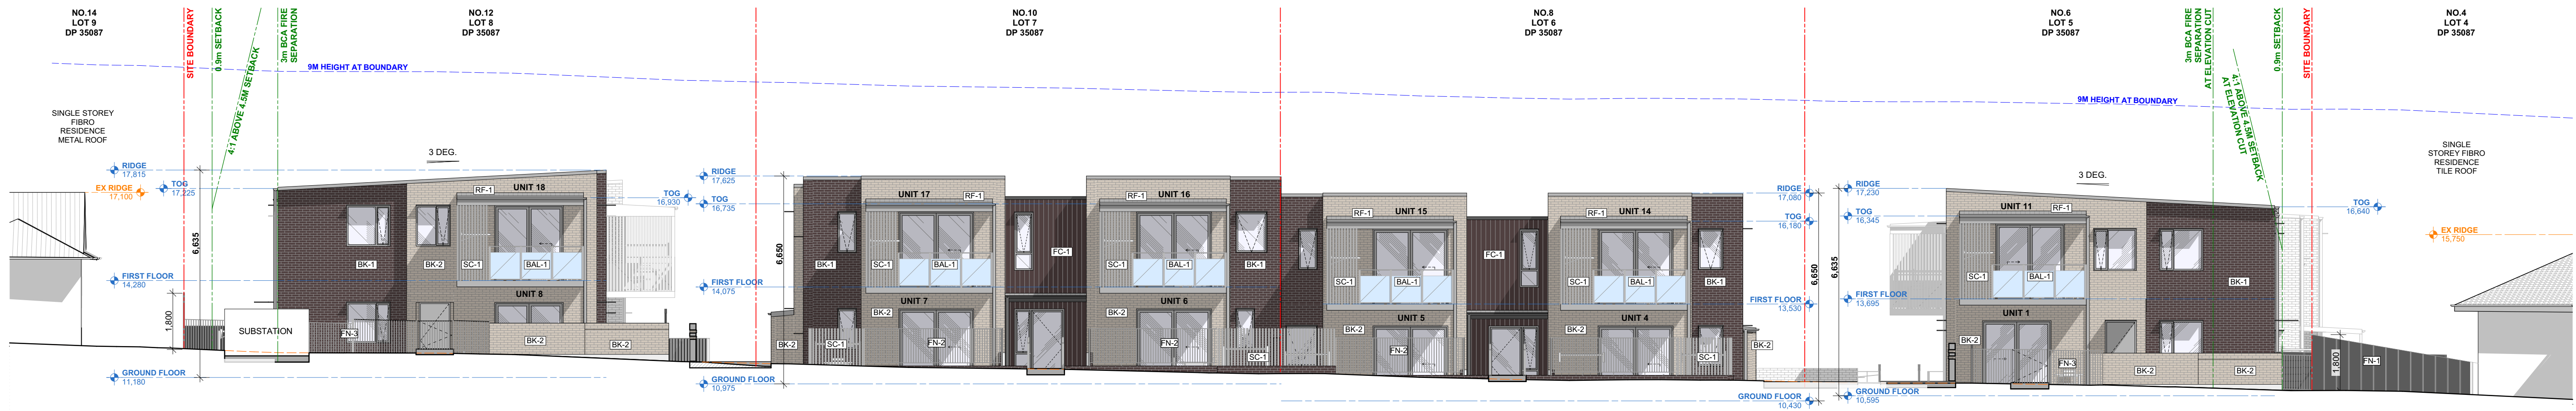 NO.14
LOT 9
DP 35087
SITE BOUNDARY
0.9m SETBACK
4:1 ABOVE 4.5M SETBACK
3m BCA FIRE
SEPARATION
NO.12
LOT 8
DP 35087
NO.10
LOT 7
DP 35087
NO.8
LOT 6
DP 35087
NO.6
LOT 5
DP 35087
3m BCA FIRE
SEPARATION
AT ELEVATION CUT
4:1 ABOVE 4.5M SETBACK
AT ELEVATION CUT
0.9m SETBACK
SITE BOUNDARY
NO.4
LOT 4
DP 35087
9M HEIGHT AT BOUNDARY
9M HEIGHT AT BOUNDARY
SINGLE STOREY
FIBRO
RESIDENCE
METAL ROOF
RIDGE
17,815
EX RIDGE
17,100
TOG
17,225
6,635
FIRST FLOOR
14,280
1,800
GROUND FLOOR
11,180
SUBSTATION
3 DEG.
UNIT 18
RF-1
BK-1
BK-2
SC-1
BAL-1
UNIT 8
FN-3
BK-2
BK-2
RIDGE
17,625
TOG
16,930
TOG
16,735
6,650
FIRST FLOOR
14,075
GROUND FLOOR
10,975
UNIT 17
RF-1
BK-1
SC-1
BAL-1
FC-1
UNIT 7
BK-2
BK-2
SC-1
FN-2
RF-1
UNIT 16
SC-1
BAL-1
BK-1
UNIT 6
BK-2
FN-2
SC-1
RF-1
UNIT 15
SC-1
BAL-1
FC-1
UNIT 5
BK-2
FN-2
UNIT 14
RF-1
SC-1
BAL-1
BK-1
UNIT 4
BK-2
FN-2
SC-1
BK-2
RIDGE
17,080
TOG
16,180
6,650
FIRST FLOOR
13,530
GROUND FLOOR
10,430
RIDGE
17,230
TOG
16,345
6,635
FIRST FLOOR
13,695
GROUND FLOOR
10,595
3 DEG.
UNIT 11
RF-1
SC-1
BAL-1
BK-1
UNIT 1
BK-2
FN-3
BK-2
BK-2
TOG
16,640
1,800
FN-1
SINGLE
STOREY FIBRO
RESIDENCE
TILE ROOF
EX RIDGE
15,750